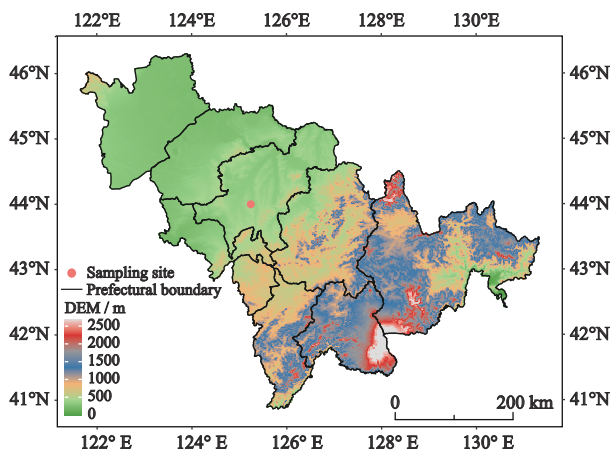 122°E 124°E 126°E 128°E 130°E
46°N 46°N
45°N 45°N
44°N 44°N
43°N 43°N
Sampling site
Prefectural boundary
DEM / m
2500
42°N 42°N
2000
1500
1000
500
0
41°N 41°N
0 200 km
122° E 124° E 126° E 128° E 130° E